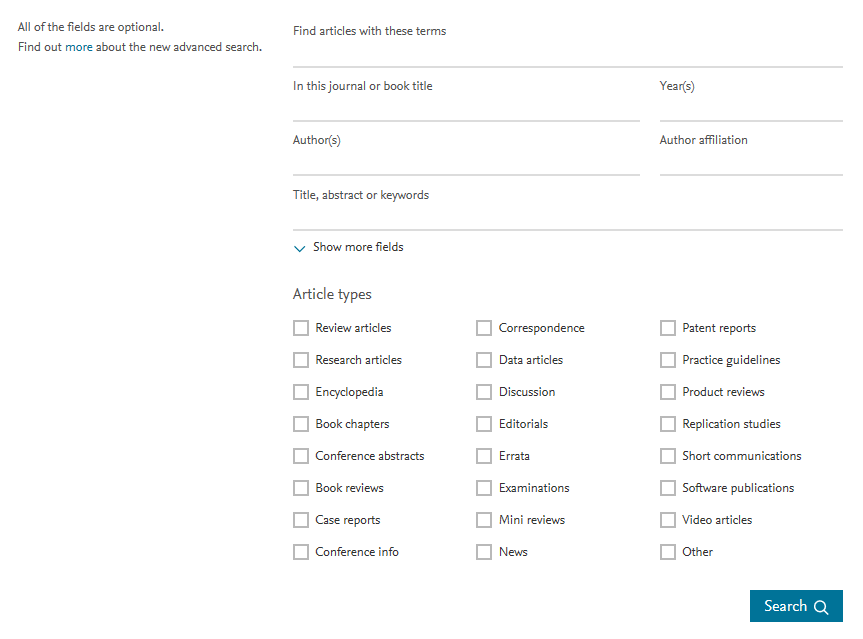 All of the fields are optional.
Find out more about the new advanced search.
Find articles with these terms
In this journal or book title
Year(s)
Author(s)
Author affiliation
Title, abstract or keywords
Show more fields
Article types
Review articles
Correspondence
Patent reports
Research articles
Data articles
Practice guidelines
Encyclopedia
Discussion
Product reviews
Book chapters
Editorials
Replication studies
Conference abstracts
Errata
Short communications
Book reviews
Examinations
Software publications
Case reports
Mini reviews
Video articles
Conference info
News
Other
Search